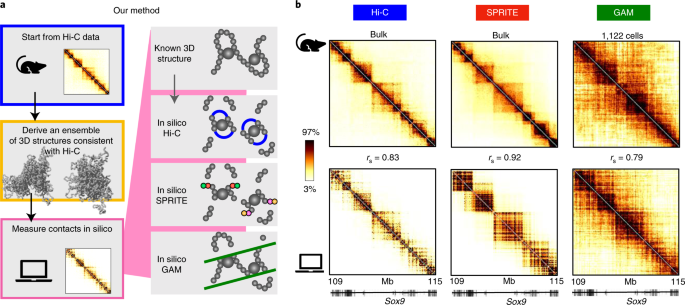 a
Our method
Start from Hi-C data
Derive an ensemble
of 3D structures consistent
with Hi-C
Measure contacts in silico
Known 3D
structure
In silico
Hi-C
In silico
SPRITE
In silico
GAM
b
Hi-C
SPRITE
GAM
Bulk
Bulk
1,122 cells
97%
3%
rs = 0.83
rs = 0.92
rs = 0.79
109
Mb
115
109
Mb
115
109
Mb
115
Sox9
Sox9
Sox9